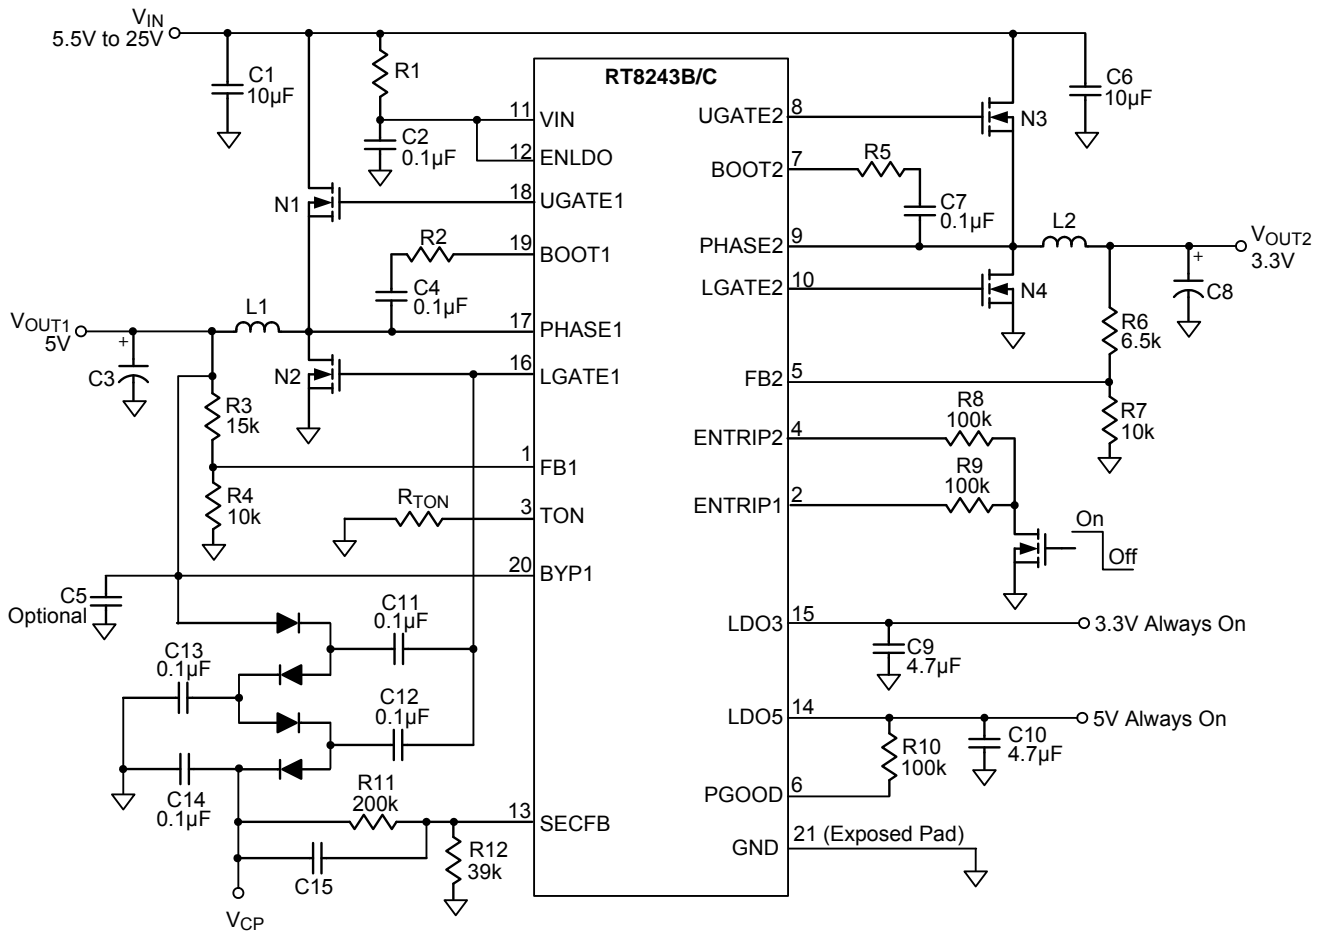 VIN
5.5V to 25V
C1
10µF
R1
C2
0.1µF
RT8243B/C
11
VIN
12
ENLDO
N1
18
UGATE1
R2
19
BOOT1
C4
0.1µF
L1
VOUT1
5V
17
PHASE1
C3
N2
16
LGATE1
R3
15k
1
FB1
R4
10k
RTON
3
TON
20
BYP1
C5
Optional
C11
0.1µF
C13
0.1µF
C12
0.1µF
C14
0.1µF
R11
200k
13
SECFB
C15
R12
39k
VCP
UGATE2
8
N3
C6
10µF
BOOT2
7
R5
C7
0.1µF
PHASE2
9
L2
VOUT2
3.3V
LGATE2
10
N4
C8
R6
6.5k
FB2
5
R7
10k
ENTRIP2
4
R8
100k
ENTRIP1
2
R9
100k
On
Off
LDO3
15
3.3V Always On
C9
4.7µF
LDO5
14
5V Always On
R10
100k
C10
4.7µF
PGOOD
6
GND
21 (Exposed Pad)